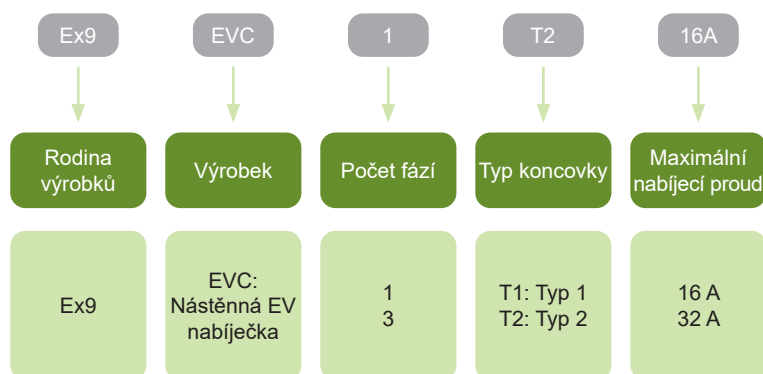 Ex9
EVC
1
T2
16A
Rodina
výrobků
Výrobek
Počet fází
Typ koncovky
Maximální
nabíjecí proud
Ex9
EVC:
Nástěnná EV
nabíječka
1
3
T1: Typ 1
T2: Typ 2
16 A
32 A